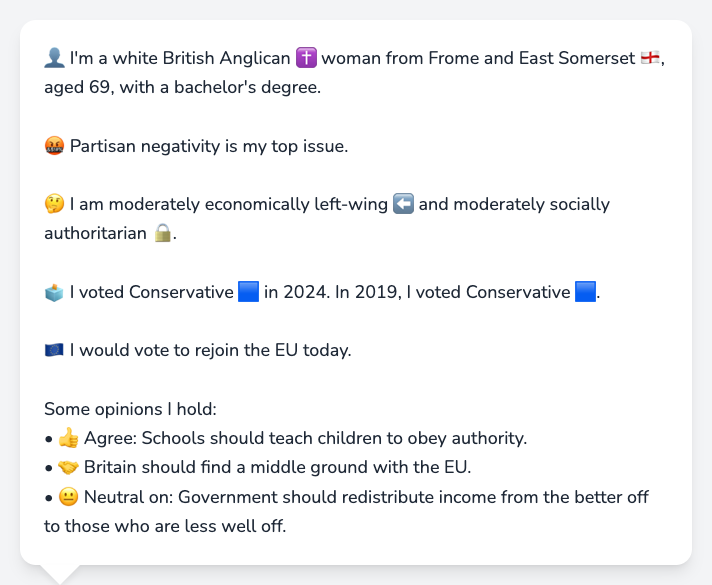 👤 I'm a white British Anglican ✝️ woman from Frome and East Somerset 🏴󠁧󠁢󠁥󠁮󠁧󠁿,
aged 69, with a bachelor's degree.
🤬 Partisan negativity is my top issue.
🤔 I am moderately economically left-wing ⬅️ and moderately socially
authoritarian 🔒.
🗳️ I voted Conservative 🟦 in 2024. In 2019, I voted Conservative 🟦.
🇪🇺 I would vote to rejoin the EU today.
Some opinions I hold:
• 👍 Agree: Schools should teach children to obey authority.
• 🤝 Britain should find a middle ground with the EU.
• 😐 Neutral on: Government should redistribute income from the better off
to those who are less well off.